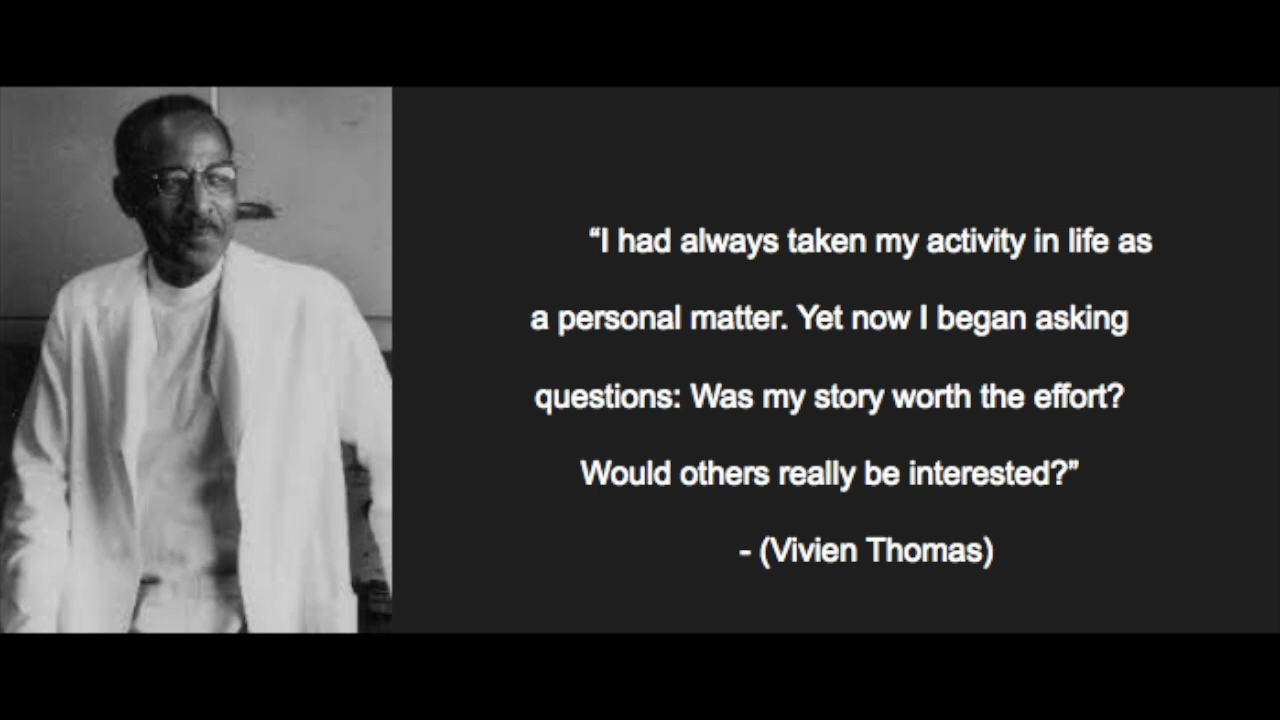 “I had always taken my activity in life as
a personal matter. Yet now I began asking
questions: Was my story worth the effort?
Would others really be interested?”
- (Vivien Thomas)